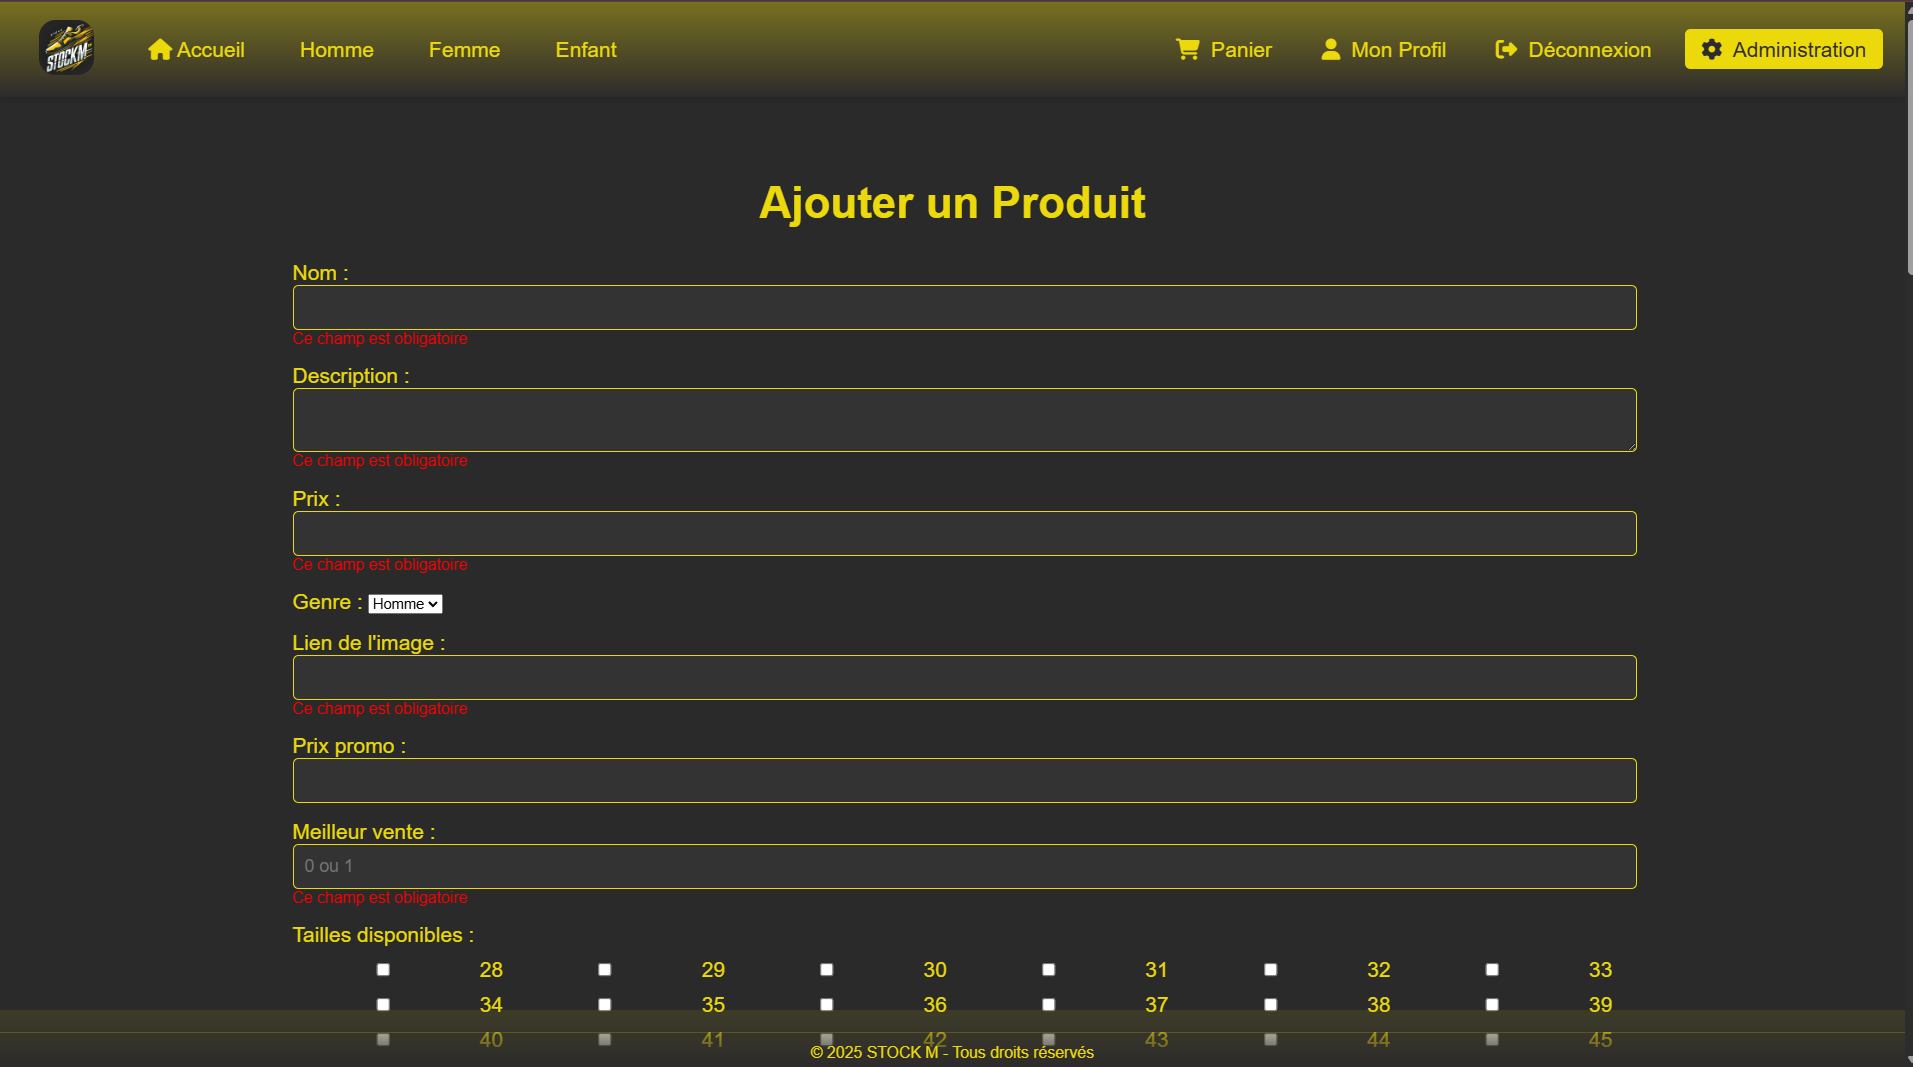 STOCKM
Accueil
Homme
Femme
Enfant
Panier
Mon Profil
Déconnexion
Administration
Ajouter un Produit
Nom :
Ce champ est obligatoire
Description :
Ce champ est obligatoire
Prix :
Ce champ est obligatoire
Genre : Homme
Lien de l'image :
Ce champ est obligatoire
Prix promo :
Meilleur vente :
0 ou 1
Ce champ est obligatoire
Tailles disponibles :
28 29 30 31 32 33
34 35 36 37 38 39
40 41 42 43 44 45
© 2025 STOCK M - Tous droits réservés